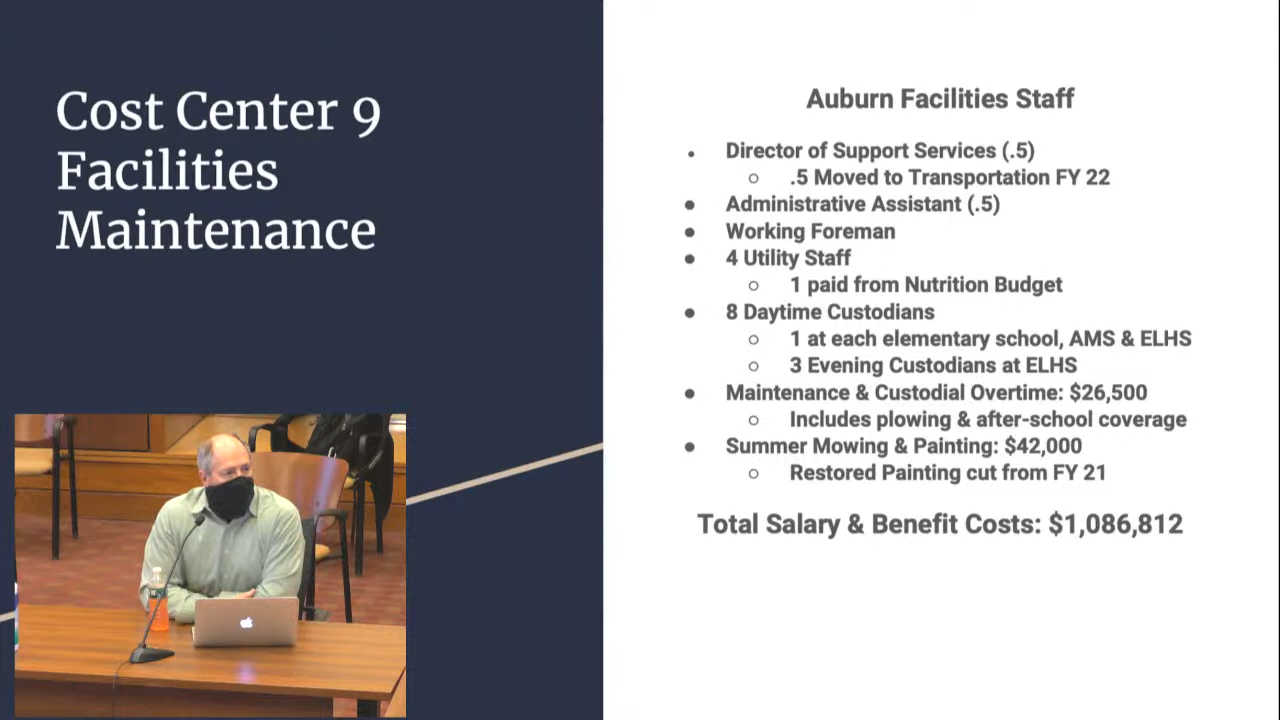 Cost Center 9
Facilities
Maintenance
Auburn Facilities Staff
Director of Support Services (.5)
.5 Moved to Transportation FY 22
Administrative Assistant (.5)
Working Foreman
4 Utility Staff
1 paid from Nutrition Budget
8 Daytime Custodians
1 at each elementary school, AMS & ELHS
3 Evening Custodians at ELHS
Maintenance & Custodial Overtime: $26,500
Includes plowing & after-school coverage
Summer Mowing & Painting: $42,000
Restored Painting cut from FY 21
Total Salary & Benefit Costs: $1,086,812